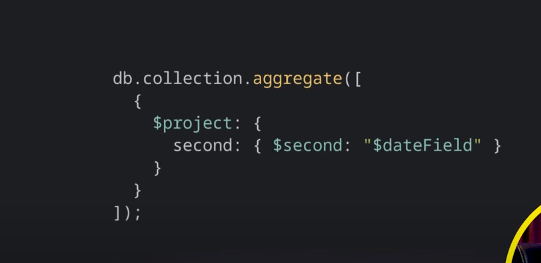 db.collection.aggregate([
  {
    $project: {
      second: { $second: "$dateField" }
    }
  }
]);